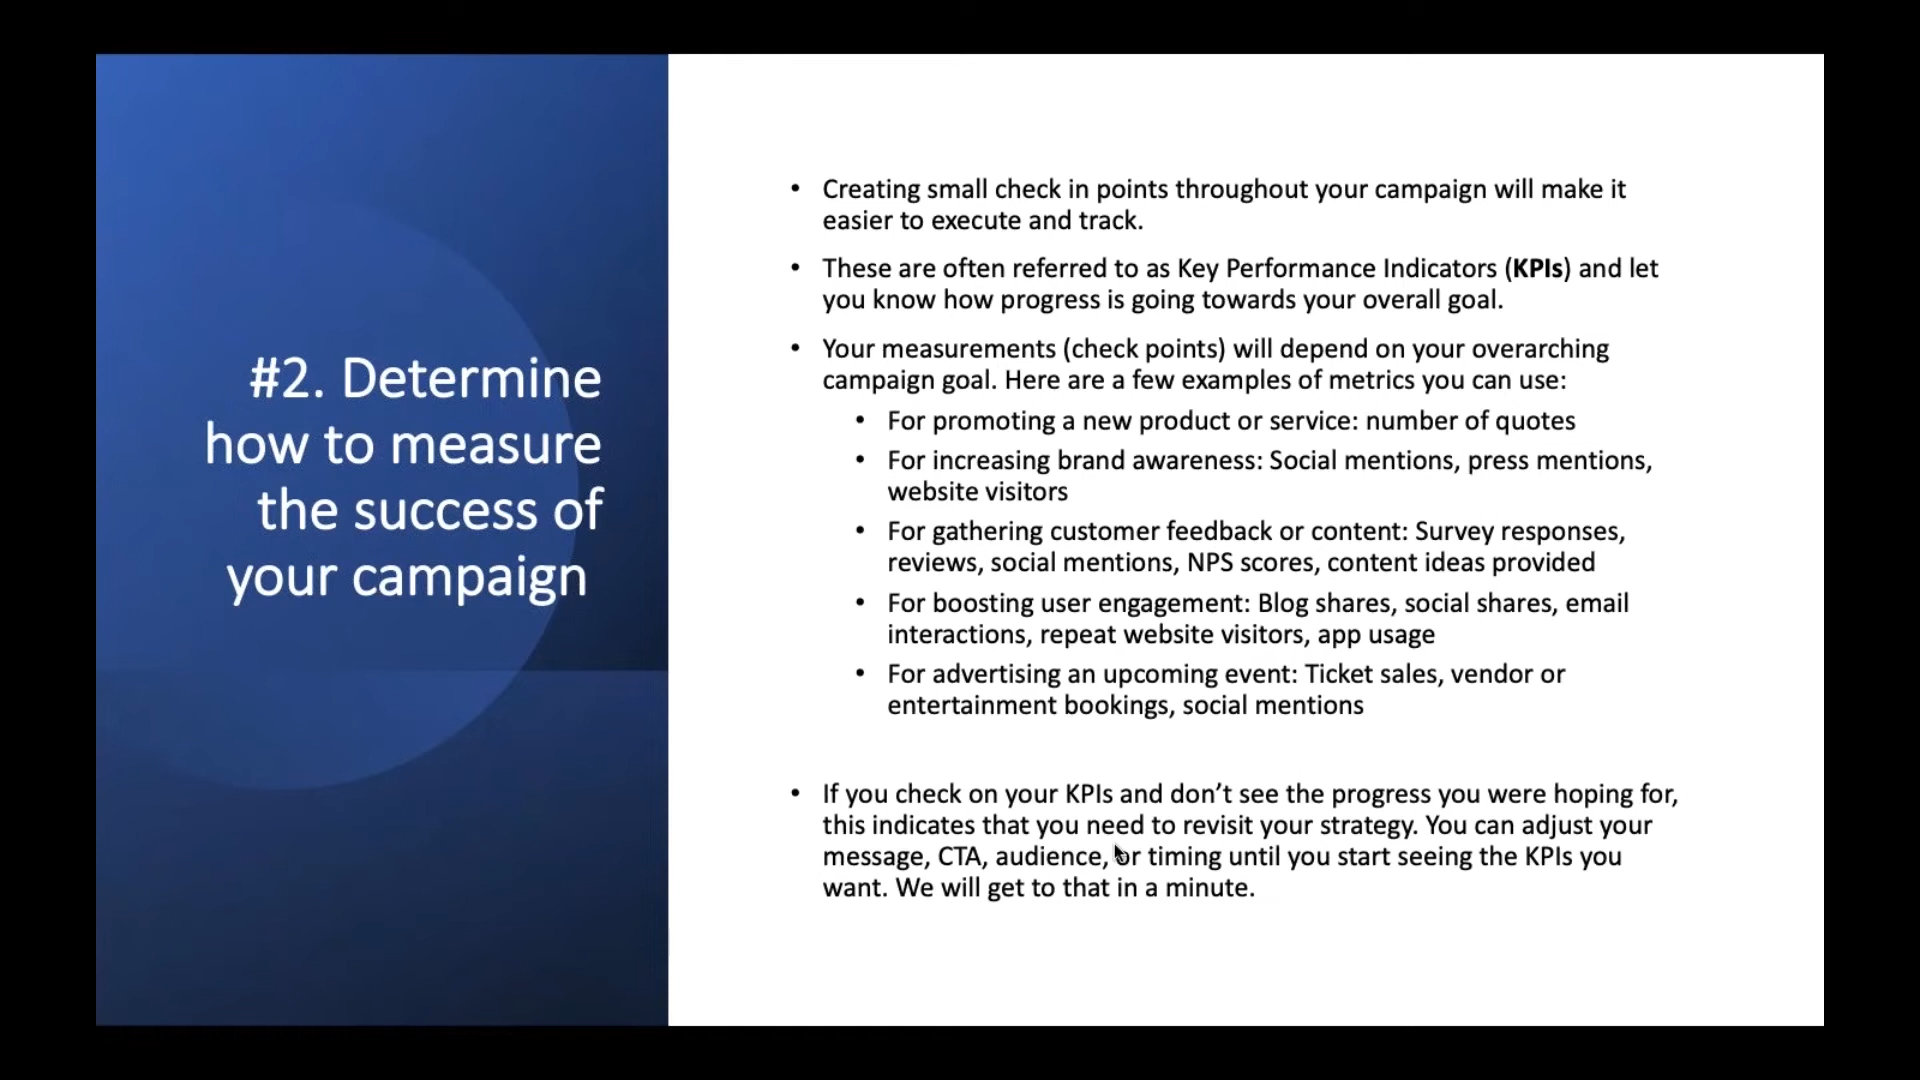 #2. Determine
how to measure
the success of
your campaign
• Creating small check in points throughout your campaign will make it
easier to execute and track.
• These are often referred to as Key Performance Indicators (KPIs) and let
you know how progress is going towards your overall goal.
• Your measurements (check points) will depend on your overarching
campaign goal. Here are a few examples of metrics you can use:
• For promoting a new product or service: number of quotes
• For increasing brand awareness: Social mentions, press mentions,
website visitors
• For gathering customer feedback or content: Survey responses,
reviews, social mentions, NPS scores, content ideas provided
• For boosting user engagement: Blog shares, social shares, email
interactions, repeat website visitors, app usage
• For advertising an upcoming event: Ticket sales, vendor or
entertainment bookings, social mentions
• If you check on your KPIs and don’t see the progress you were hoping for,
this indicates that you need to revisit your strategy. You can adjust your
message, CTA, audience, or timing until you start seeing the KPIs you
want. We will get to that in a minute.